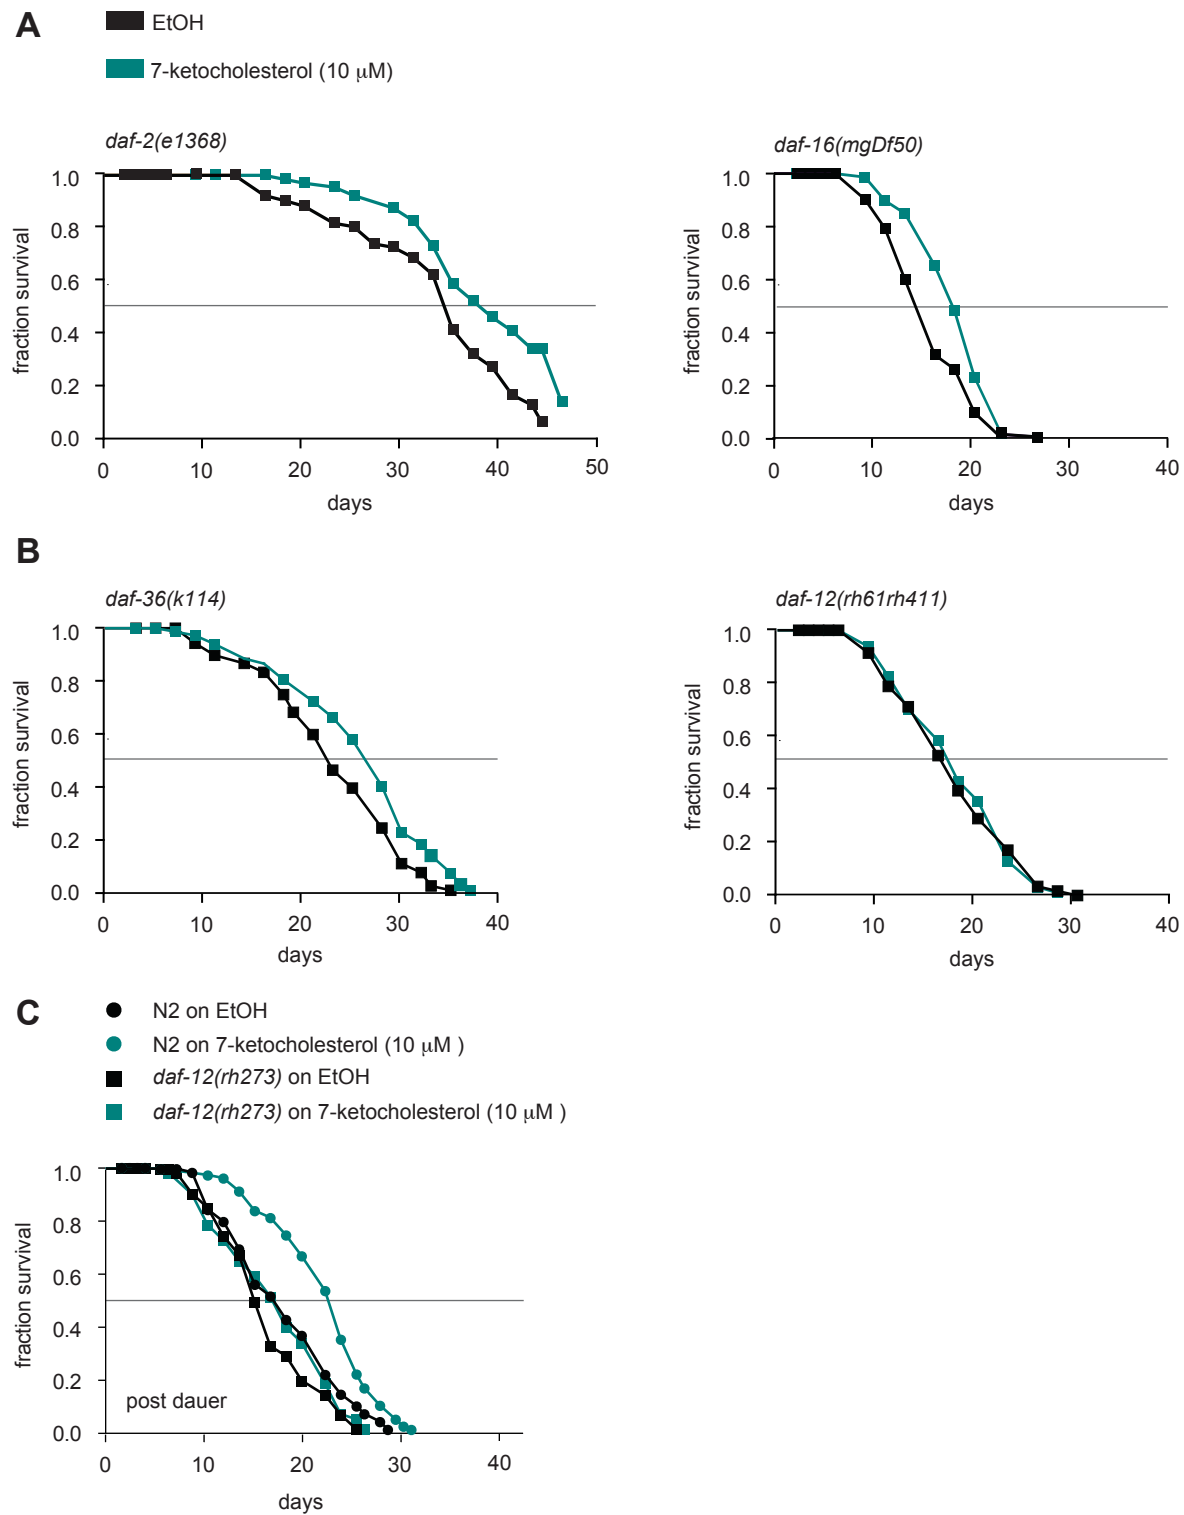 A
EtOH
7-ketocholesterol (10 μM)
daf-2(e1368)
daf-16(mgDf50)
fraction survival
1.0
0.8
0.6
0.4
0.2
0.0
0 10 20 30 40 50
days
fraction survival
1.0
0.8
0.6
0.4
0.2
0.0
0 10 20 30 40
days
B
daf-36(k114)
daf-12(rh61rh411)
fraction survival
1.0
0.8
0.6
0.4
0.2
0.0
0 10 20 30 40
days
fraction survival
1.0
0.8
0.6
0.4
0.2
0.0
0 10 20 30 40
days
C
N2 on EtOH
N2 on 7-ketocholesterol (10 μM )
daf-12(rh273) on EtOH
daf-12(rh273) on 7-ketocholesterol (10 μM )
fraction survival
1.0
0.8
0.6
0.4
0.2
0.0
post dauer
0 10 20 30 40
days